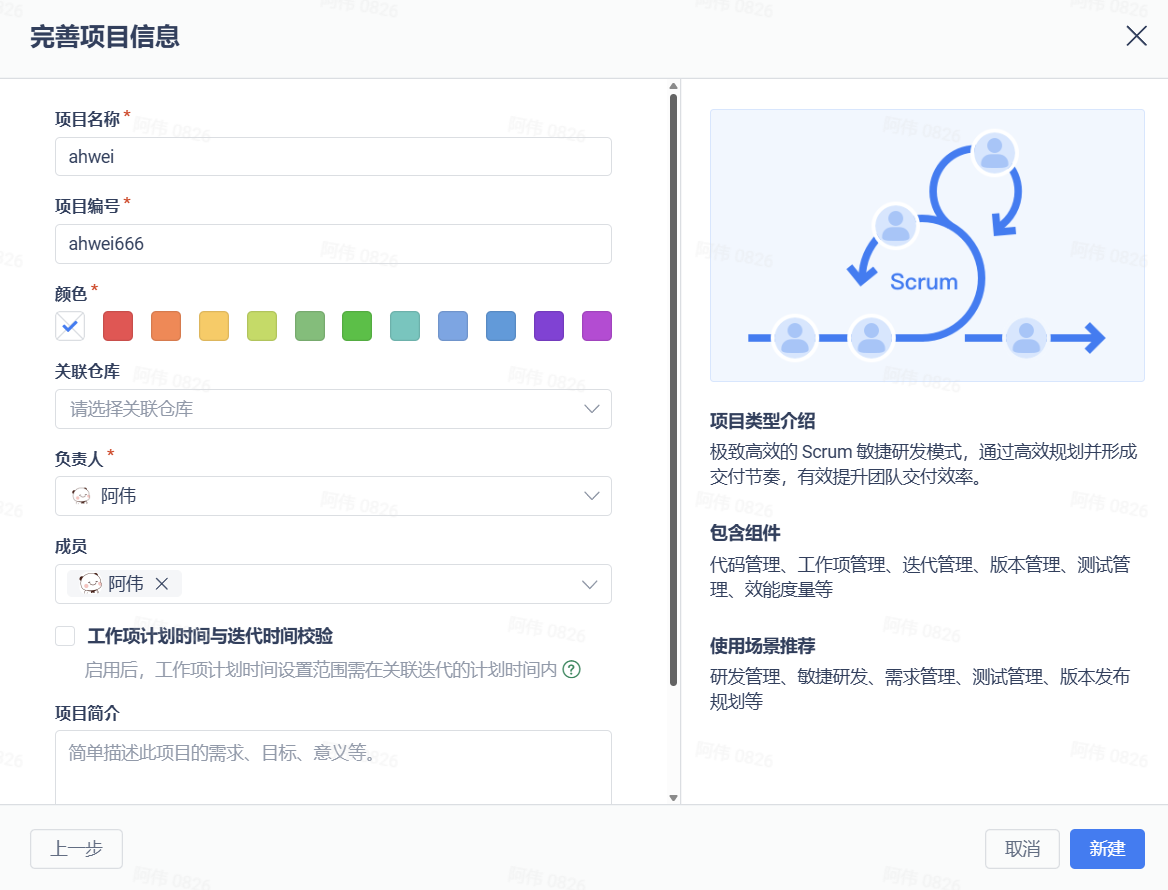 完善项目信息
项目名称*
ahwei
项目编号*
ahwei666
颜色*
关联仓库
请选择关联仓库
负责人*
阿伟
成员
阿伟
工作项计划时间与迭代时间校验
启用后，工作项计划时间设置范围需在关联迭代的计划时间内 ?
项目简介
简单描述此项目的需求、目标、意义等。
Scrum
项目类型介绍
极致高效的 Scrum 敏捷研发模式，通过高效规划并形成
交付节奏，有效提升团队交付效率。
包含组件
代码管理、工作项管理、迭代管理、版本管理、测试管
理、效能度量等
使用场景推荐
研发管理、敏捷研发、需求管理、测试管理、版本发布
规划等
上一步
取消
新建
阿伟 0826